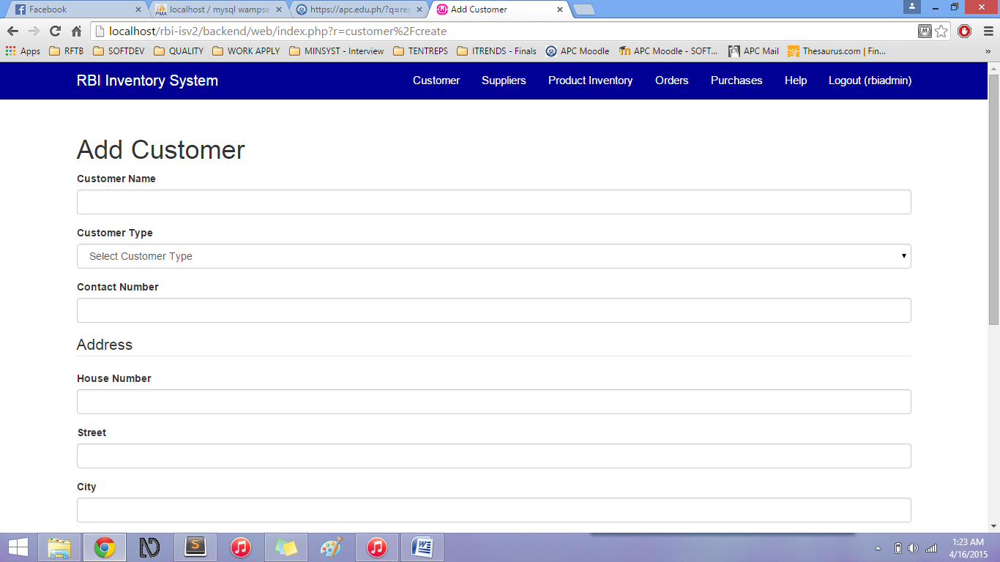 Facebook
localhost / mysql wampse
https://apc.edu.ph/?q=reg
Add Customer
localhost/rbi-isv2/backend/web/index.php?r=customer%2Fcreate
Apps RFTB SOFTDEV QUALITY WORK APPLY MINSYST - Interview TENTREPS ITRENDS - Finals APC Moodle APC Moodle - SOFT... APC Mail Thesaurus.com | Fin... »
RBI Inventory System Customer Suppliers Product Inventory Orders Purchases Help Logout (rbiadmin)
Add Customer
Customer Name
Customer Type
Select Customer Type
Contact Number
Address
House Number
Street
City
1:23 AM
4/16/2015